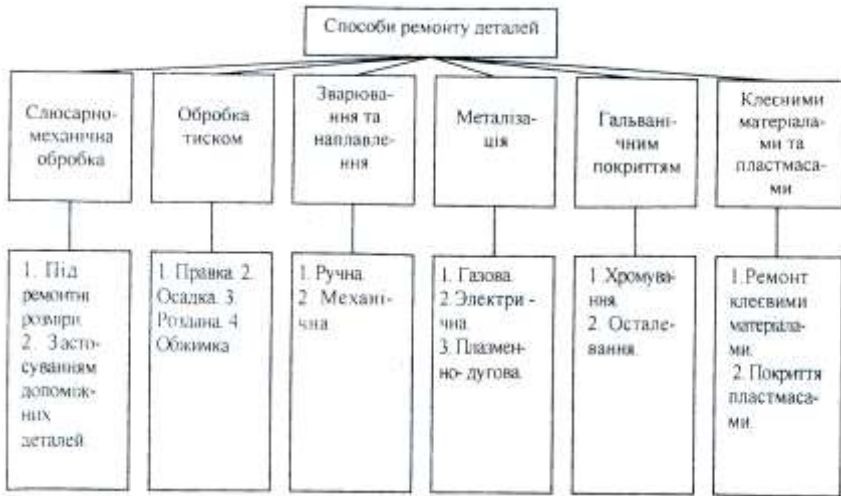 Способи ремонту деталей
Слюсарно-
механічна
обробка
Обробка
тиском
Зварюва-
ння та
наплавле-
ння
Металіза-
ція
Гальвані-
чним
покриттям
Клеєними
матеріала-
ми та
пластмаса-
ми
1. Під
ремонтні
розміри.
2. Засто-
суванням
допоміж-
них
деталей.
1. Правка. 2.
Осадка. 3.
Роздана. 4.
Обжимка
1. Ручна.
2. Механі-
чна
1. Газова.
2. Электри -
чна.
3. Плазмен-
но- дугова.
1. Хромува-
ння.
2. Остале-
вання.
1.Ремонт
клеєвими
матеріала-
ми.
2. Покриття
пластмаса-
ми.